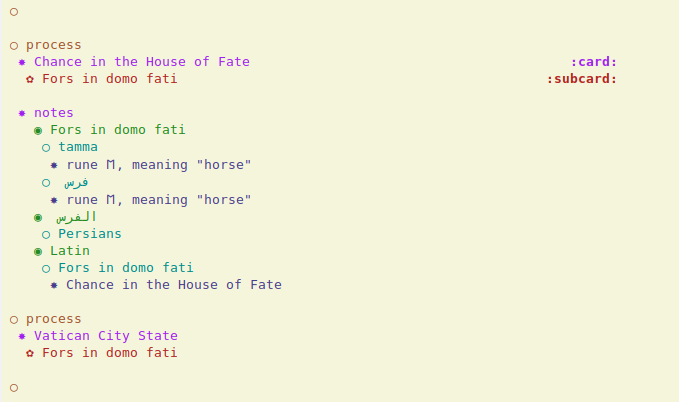 process
Chance in the House of Fate :card:
Fors in domo fati :subcard:
notes
Fors in domo fati
tamma
rune ᛖ, meaning "horse"
فرس
rune ᛖ, meaning "horse"
الفرس
Persians
Latin
Fors in domo fati
Chance in the House of Fate
process
Vatican City State
Fors in domo fati